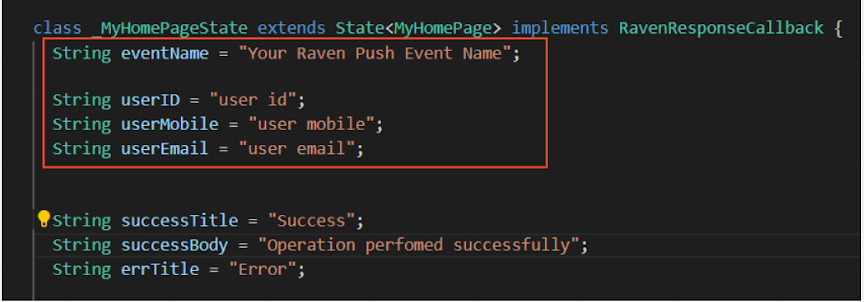 class _MyHomePageState extends State<MyHomePage> implements RavenResponseCallback {
String eventName = "Your Raven Push Event Name";
String userID = "user id";
String userMobile = "user mobile";
String userEmail = "user email";
String successTitle = "Success";
String successBody = "Operation perfomed successfully";
String errTitle = "Error";